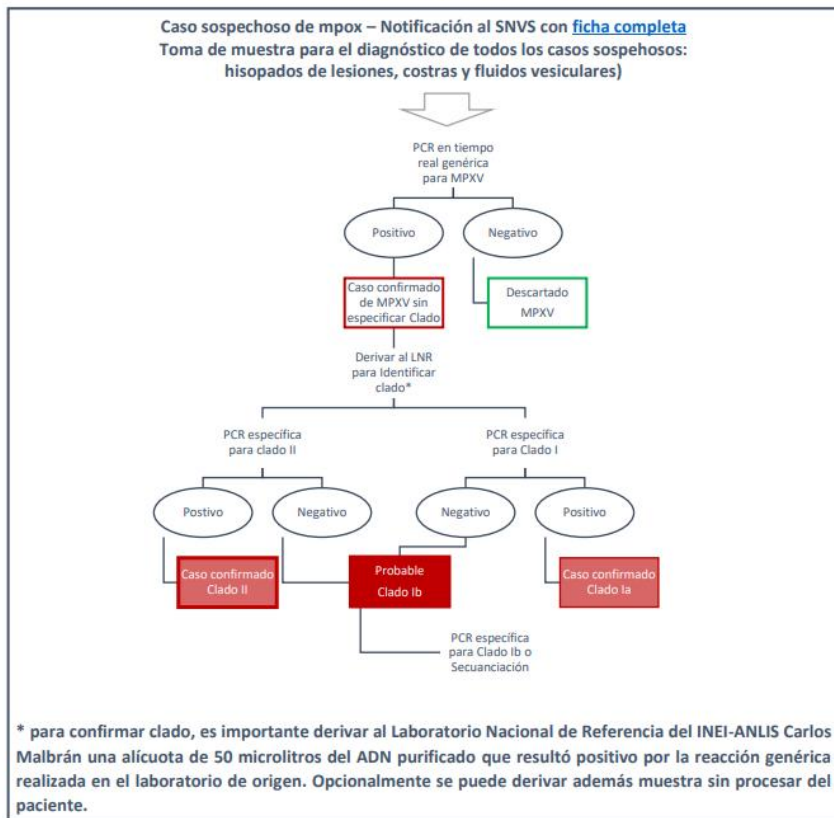 Caso sospechoso de mpox – Notificación al SNVS con ficha completa
Toma de muestra para el diagnóstico de todos los casos sospehosos:
hisopados de lesiones, costras y fluidos vesiculares)
PCR en tiempo
real genérica
para MPXV
Positivo
Negativo
Caso confirmado
de MPXV sin
especificar Clado
Descartado
MPXV
Derivar al LNR
para Identificar
clado*
PCR específica
para clado II
PCR específica
para Clado I
Postivo
Negativo
Negativo
Positivo
Caso confirmado
Clado II
Probable
Clado Ib
Caso confirmado
Clado Ia
PCR específica
para Clado Ib o
Secuanciación
* para confirmar clado, es importante derivar al Laboratorio Nacional de Referencia del INEI-ANLIS Carlos
Malbrán una alícuota de 50 microlitros del ADN purificado que resultó positivo por la reacción genérica
realizada en el laboratorio de origen. Opcionalmente se puede derivar además muestra sin procesar del
paciente.